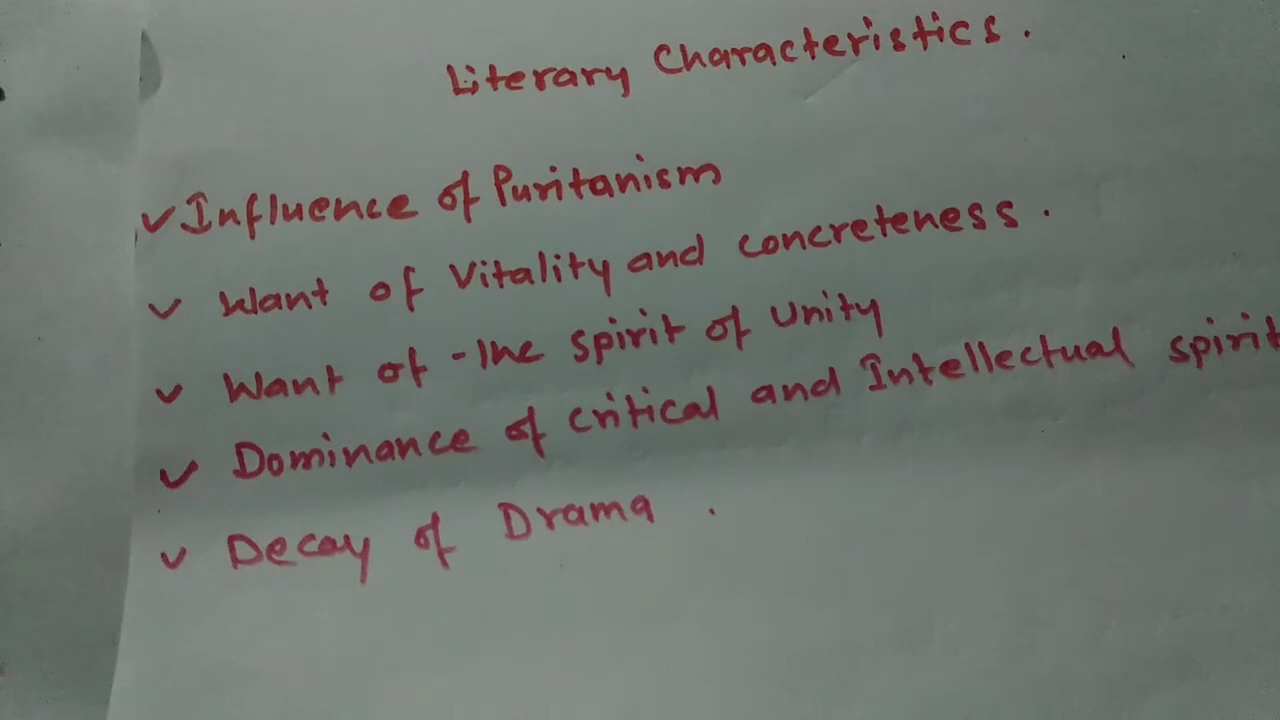 Literary Characteristics.
✓ Influence of Puritanism
✓ Want of Vitality and concreteness.
✓ Want of the spirit of Unity
✓ Dominance of critical and Intellectual spirit
✓ Decay of Drama.